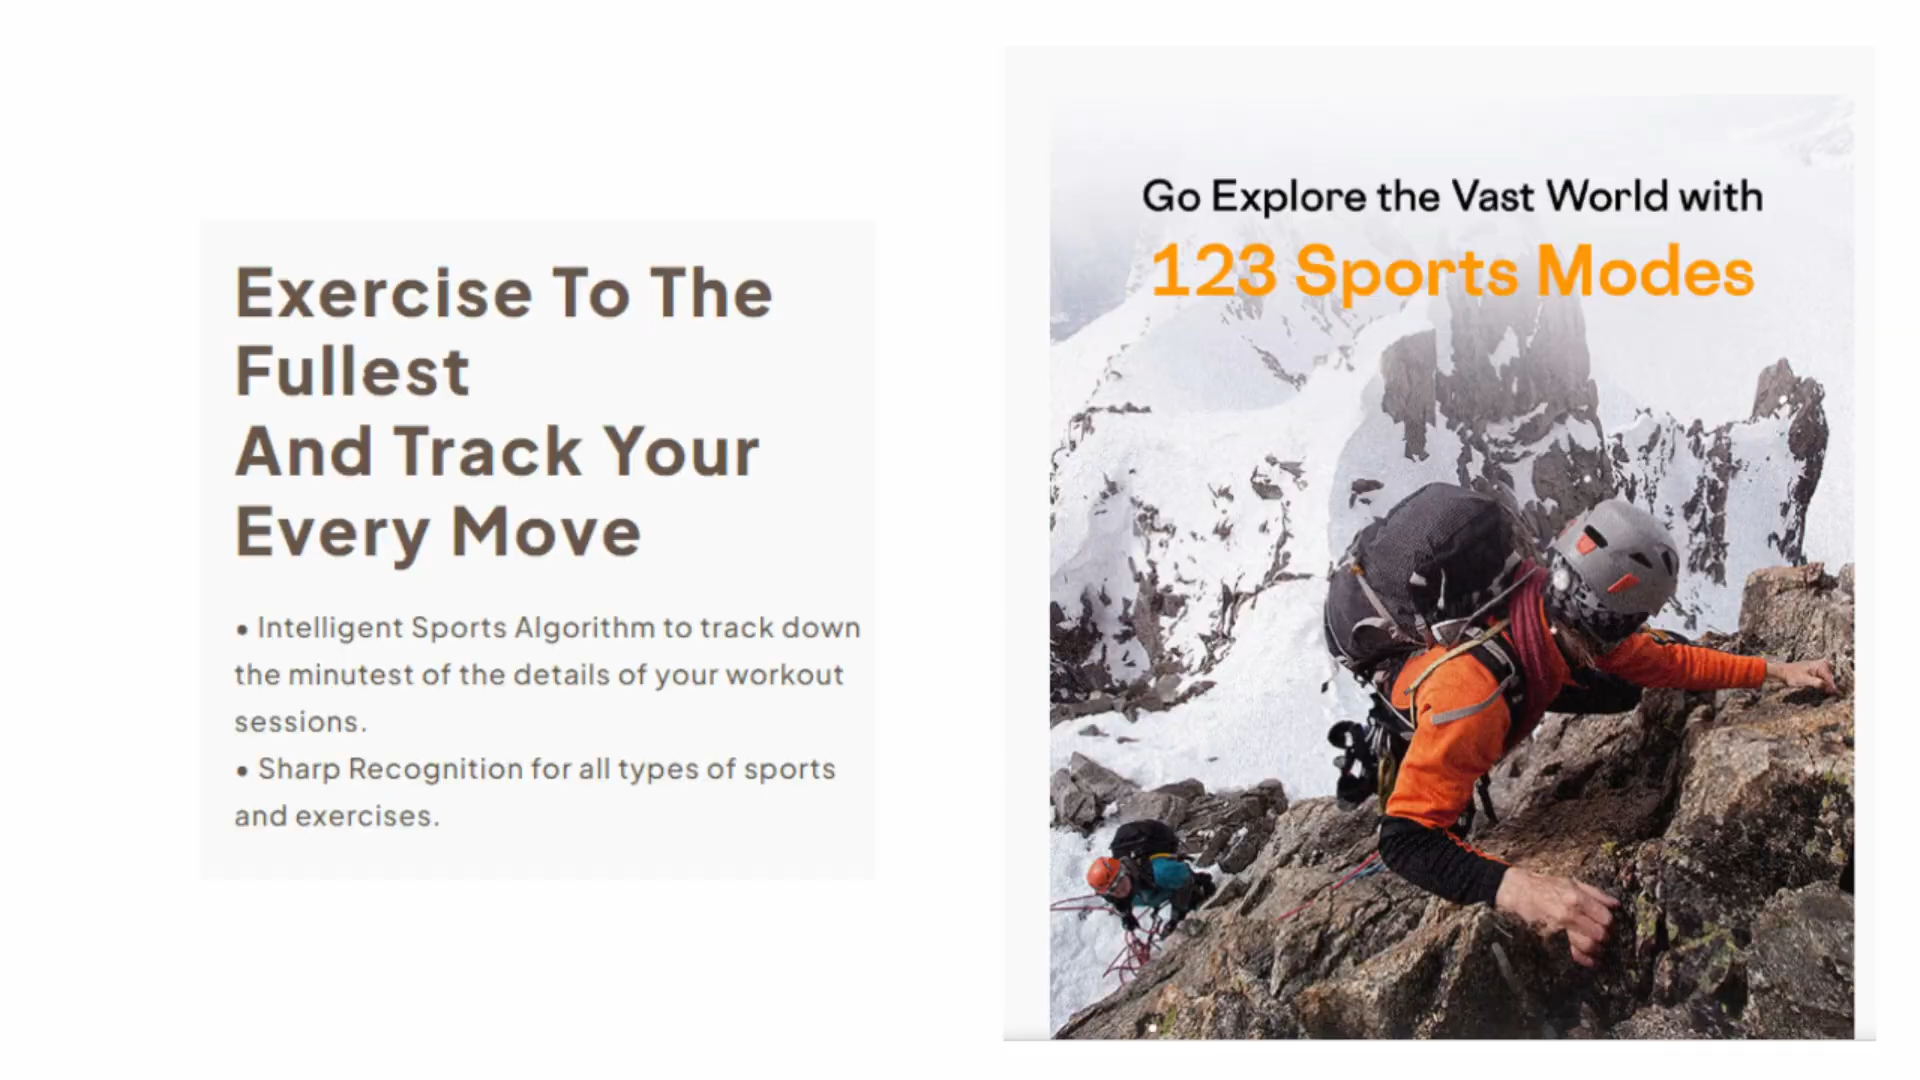 Exercise To The
Fullest
And Track Your
Every Move
• Intelligent Sports Algorithm to track down
the minutest of the details of your workout
sessions.
• Sharp Recognition for all types of sports
and exercises.
Go Explore the Vast World with
123 Sports Modes